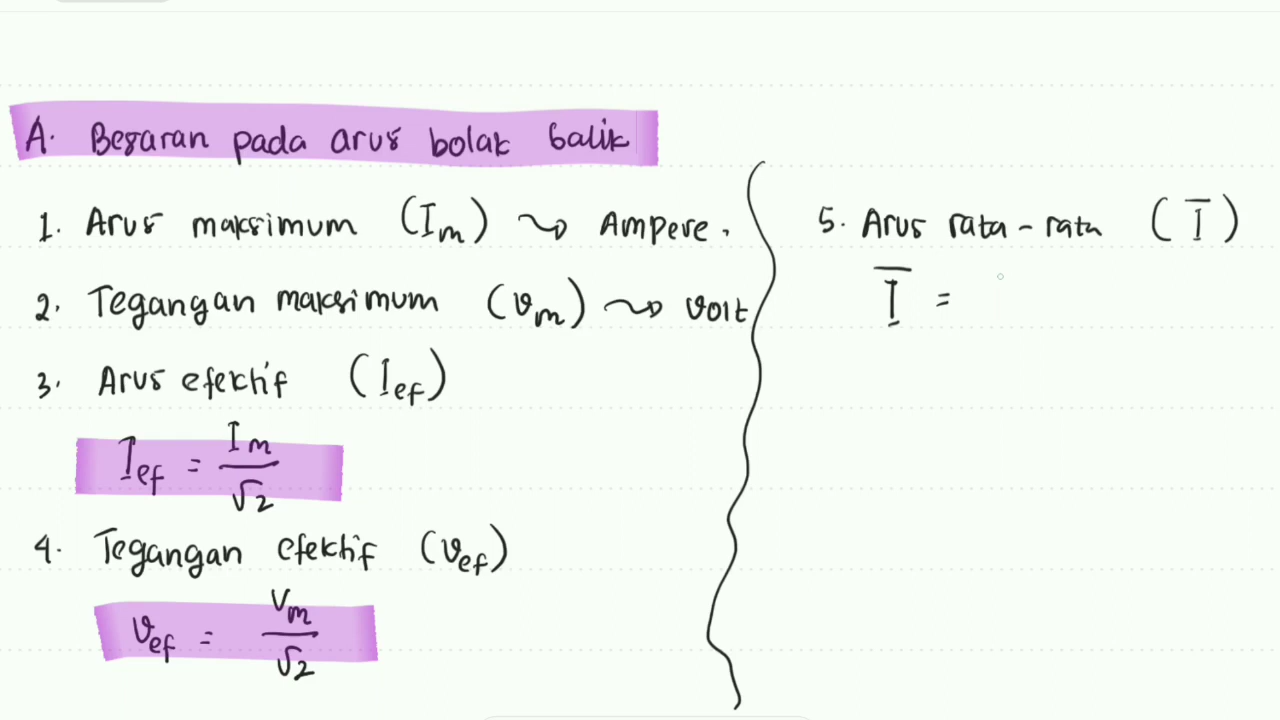 A. Besaran pada arus bolak balik
1. Arus maksimum (Im) ⤳ Ampere.
2. Tegangan maksimum (Vm) ⤳ Volt
3. Arus efektif (Ief)
Ief = Im/√2
4. Tegangan efektif (Vef)
Vef = Vm/√2
5. Arus rata-rata (Ī)
Ī =